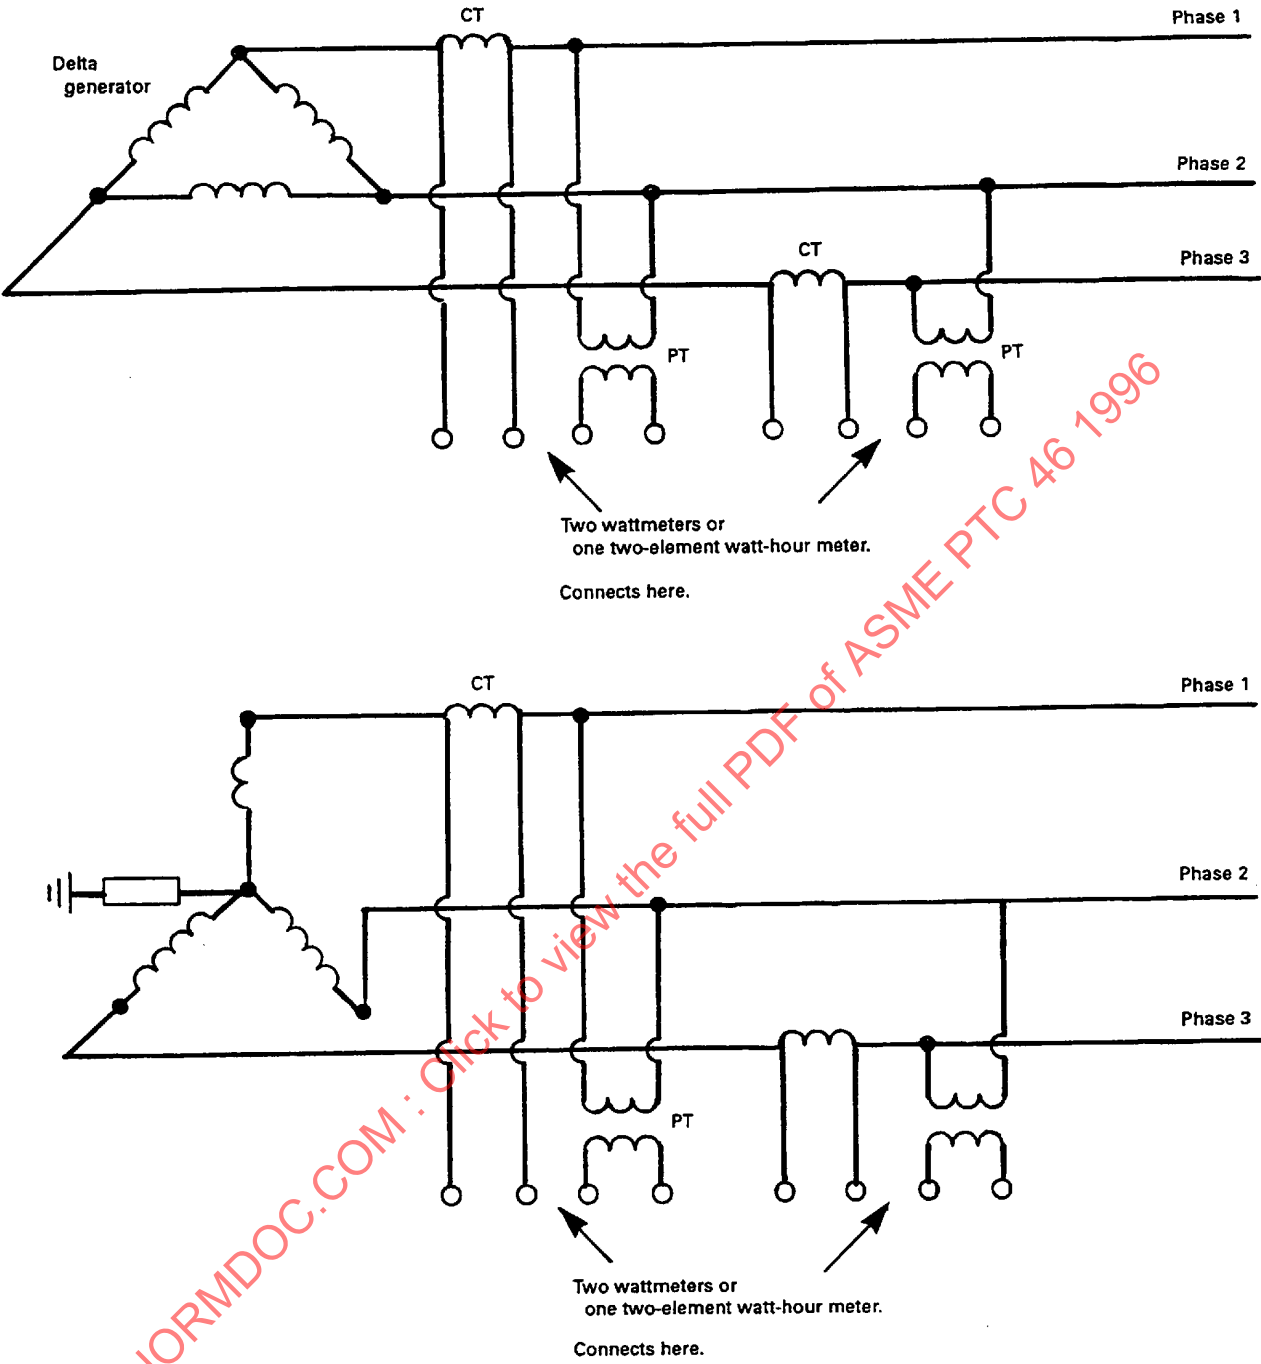 CT
Phase 1
Delta
generator
Phase 2
CT
Phase 3
PT
PT
Two wattmeters or
one two-element watt-hour meter.
Connects here.
CT
Phase 1
Phase 2
Phase 3
PT
Two wattmeters or
one two-element watt-hour meter.
Connects here.
NORMDOC.COM : Click to view the full PDF of ASME PTC 46 1996